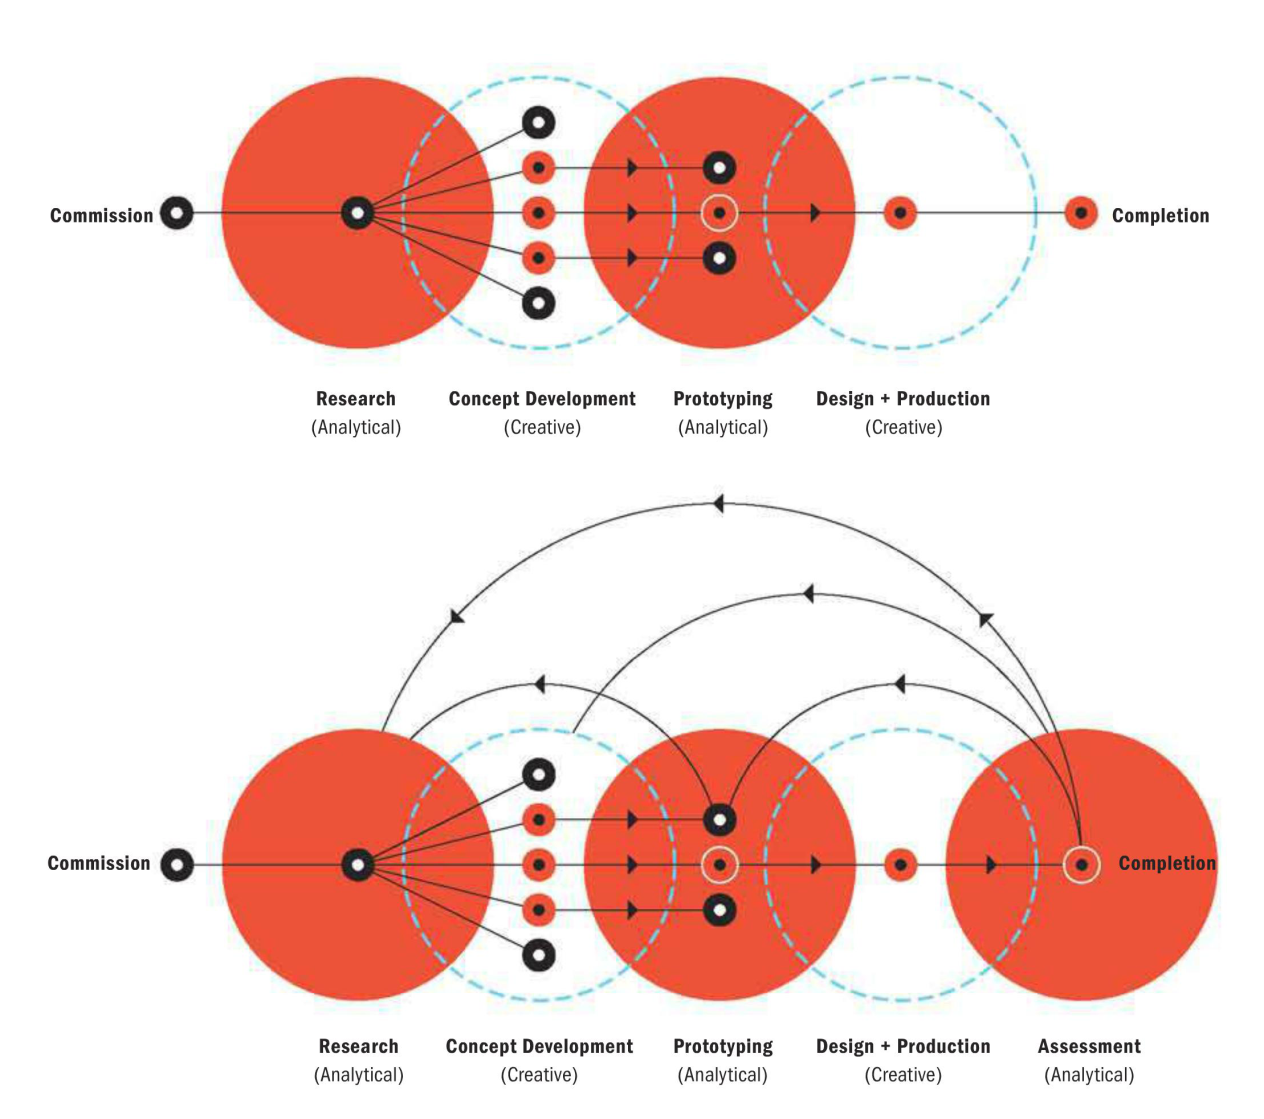 Commission
Completion
Research
(Analytical)
Concept Development
(Creative)
Prototyping
(Analytical)
Design + Production
(Creative)
Commission
Completion
Research
(Analytical)
Concept Development
(Creative)
Prototyping
(Analytical)
Design + Production
(Creative)
Assessment
(Analytical)